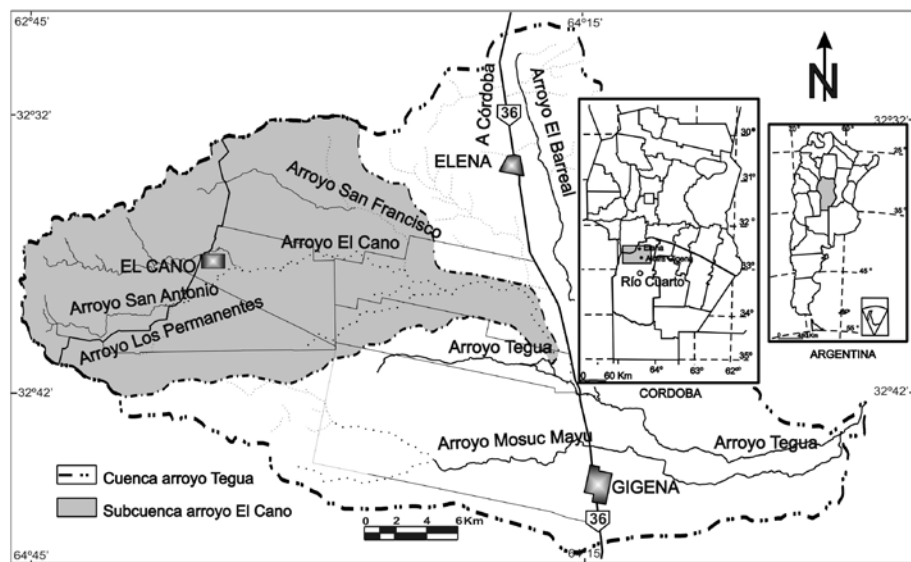 62°45'
64°15'
32°32'
32°32'
A Córdoba
36
Arroyo El Barreal
N
ELENA
Arroyo San Francisco
Arroyo El Cano
EL CANO
Arroyo San Antonio
Arroyo Los Permanentes
Arroyo Tegua
30°
31°
32°
33°
34°
35°
Elena
Río Cuarto
0 60 Km
64°
63°
62°
CORDOBA
ARGENTINA
32°42'
32°42'
Arroyo Mosuc Mayu
Arroyo Tegua
GIGENA
36
Cuenca arroyo Tegua
Subcuenca arroyo El Cano
0 2 4 6 Km
64°45'
64°15'